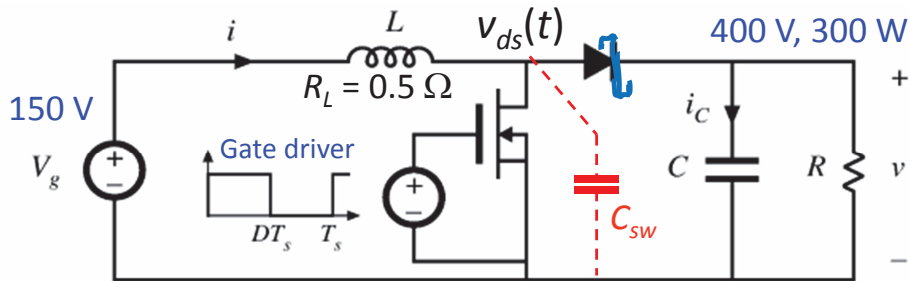 i
L
v_ds(t)
400 V, 300 W
R_L = 0.5 Ω
150 V
+
V_g
+
−
Gate driver
DT_s
T_s
+
−
C_sw
i_C
C
R
v
−